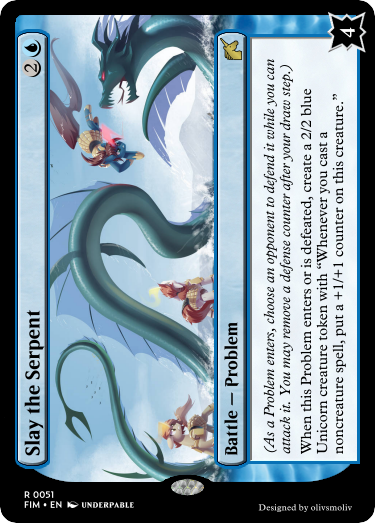 Slay the Serpent 2
Battle — Problem
4
(As a Problem enters, choose an opponent to defend it while you can
attack it. You may remove a defense counter after your draw step.)
When this Problem enters or is defeated, create a 2/2 blue
Unicorn creature token with “Whenever you cast a
noncreature spell, put a +1/+1 counter on this creature.”
R 0051
FIM • EN UNDERPABLE
Designed by olivsmoliv